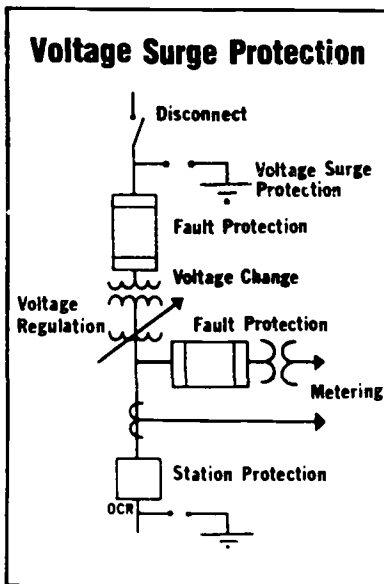 Voltage Surge Protection
Disconnect
Voltage Surge
Protection
Fault Protection
Voltage Change
Voltage
Regulation
Fault Protection
Metering
Station Protection
OCR